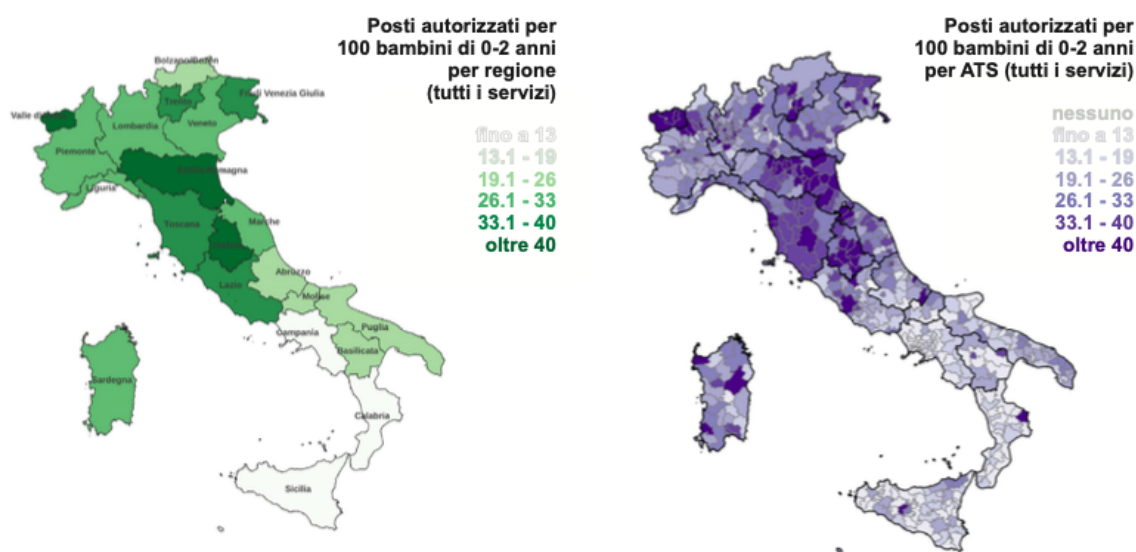 Posti autorizzati per
100 bambini di 0-2 anni
per regione
(tutti i servizi)
fino a 13
13.1 - 19
19.1 - 26
26.1 - 33
33.1 - 40
oltre 40
Bolzano/Bozen
Trento
Friuli Venezia Giulia
Lombardia
Veneto
Piemonte
Liguria
Toscana
Marche
Lazio
Abruzzo
Molise
Campania
Puglia
Basilicata
Sardegna
Calabria
Sicilia
Posti autorizzati per
100 bambini di 0-2 anni
per ATS (tutti i servizi)
nessuno
fino a 13
13.1 - 19
19.1 - 26
26.1 - 33
33.1 - 40
oltre 40